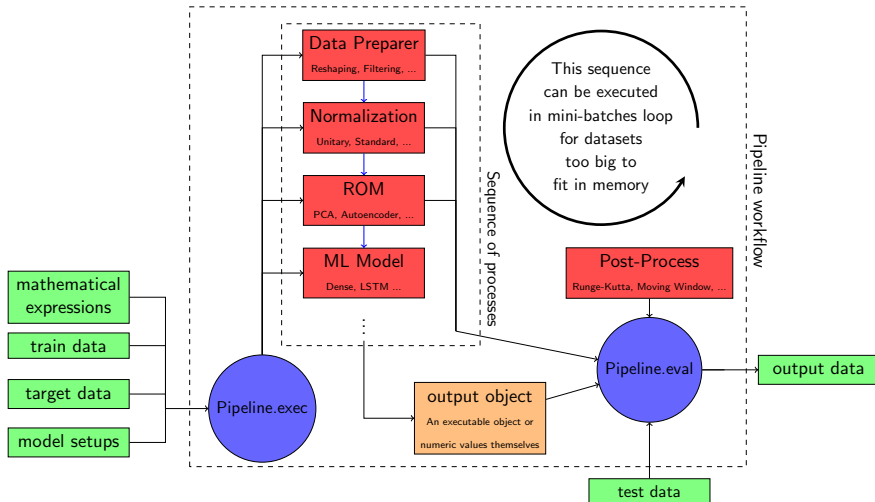 Data Preparer
Reshaping, Filtering, ...
Normalization
Unitary, Standard, ...
ROM
PCA, Autoencoder, ...
ML Model
Dense, LSTM ...
⋮
Sequence of processes
This sequence
can be executed
in mini-batches loop
for datasets
too big to
fit in memory
Pipeline workflow
Post-Process
Runge-Kutta, Moving Window, ...
mathematical
expressions
train data
target data
model setups
Pipeline.exec
output object
An executable object or
numeric values themselves
Pipeline.eval
output data
test data